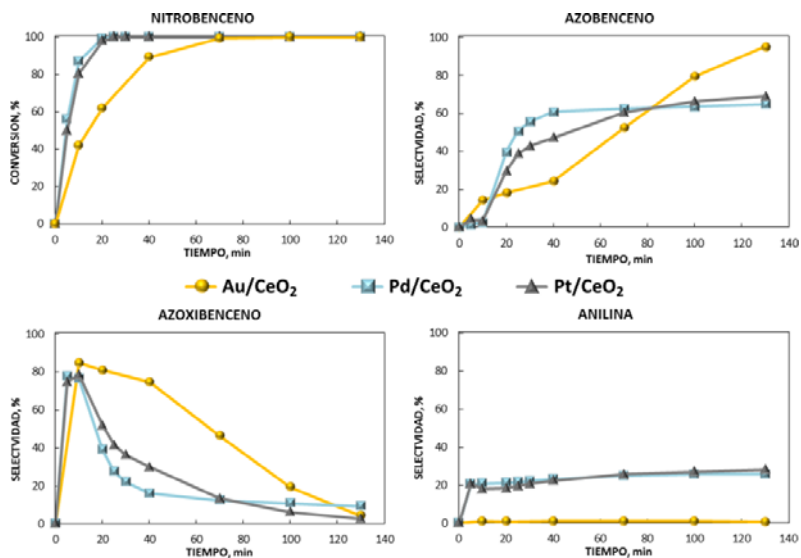 NITROBENCENO
CONVERSION, %
100
80
60
40
20
0
0 20 40 60 80 100 120 140
TIEMPO, min
AZOBENCENO
SELECTVIDAD, %
100
80
60
40
20
0
0 20 40 60 80 100 120 140
TIEMPO, min
Au/CeO₂ Pd/CeO₂ Pt/CeO₂
AZOXIBENCENO
SELECTVIDAD, %
100
80
60
40
20
0
0 20 40 60 80 100 120 140
TIEMPO, min
ANILINA
SELECTVIDAD, %
100
80
60
40
20
0
0 20 40 60 80 100 120 140
TIEMPO, min